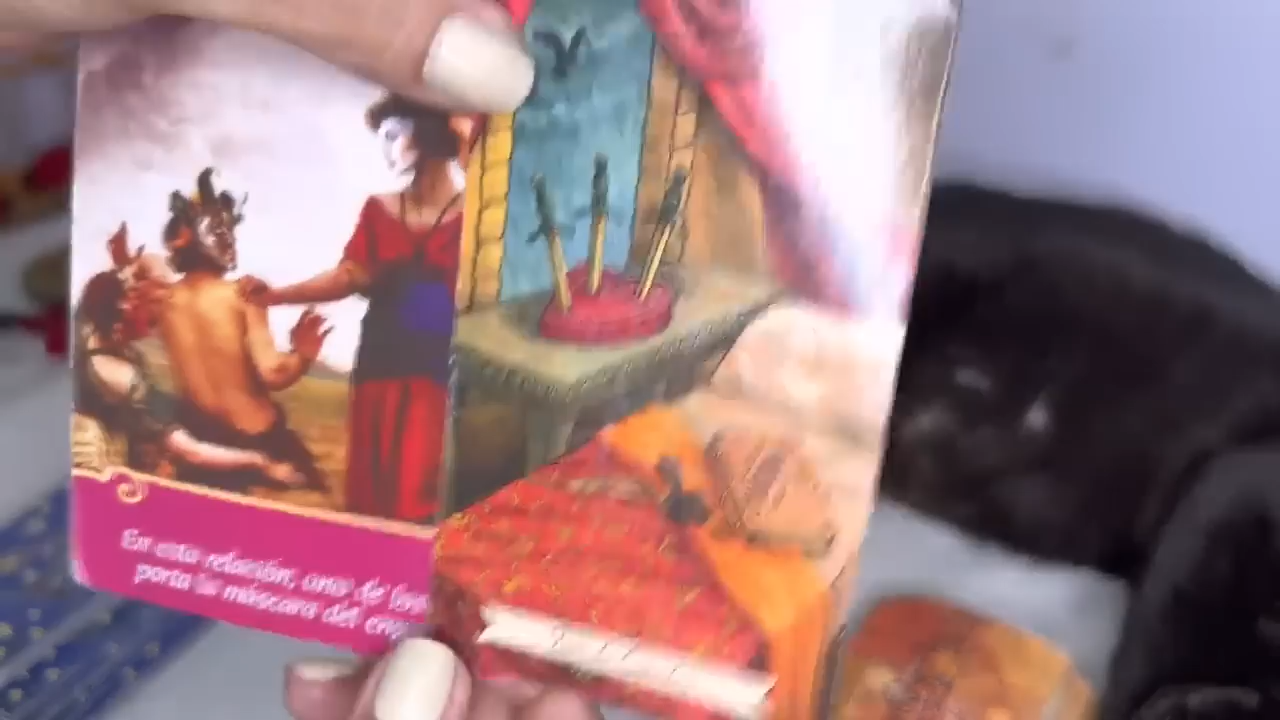 En esta relación, uno de los
porta la máscara del